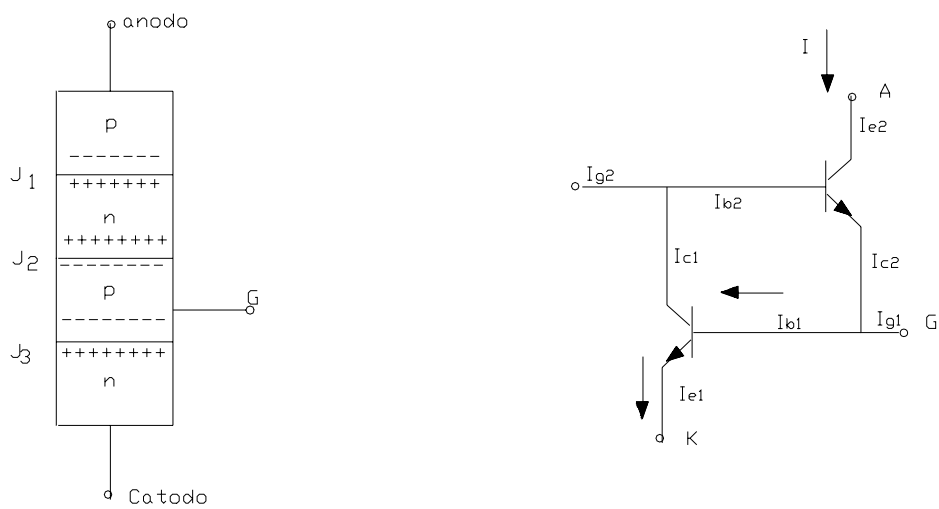 anodo
p
J1
n
J2
p
G
J3
n
Catodo
I
A
Ie2
Ig2
Ib2
Ic1
Ic2
Ib1
Ig1
G
Ie1
K